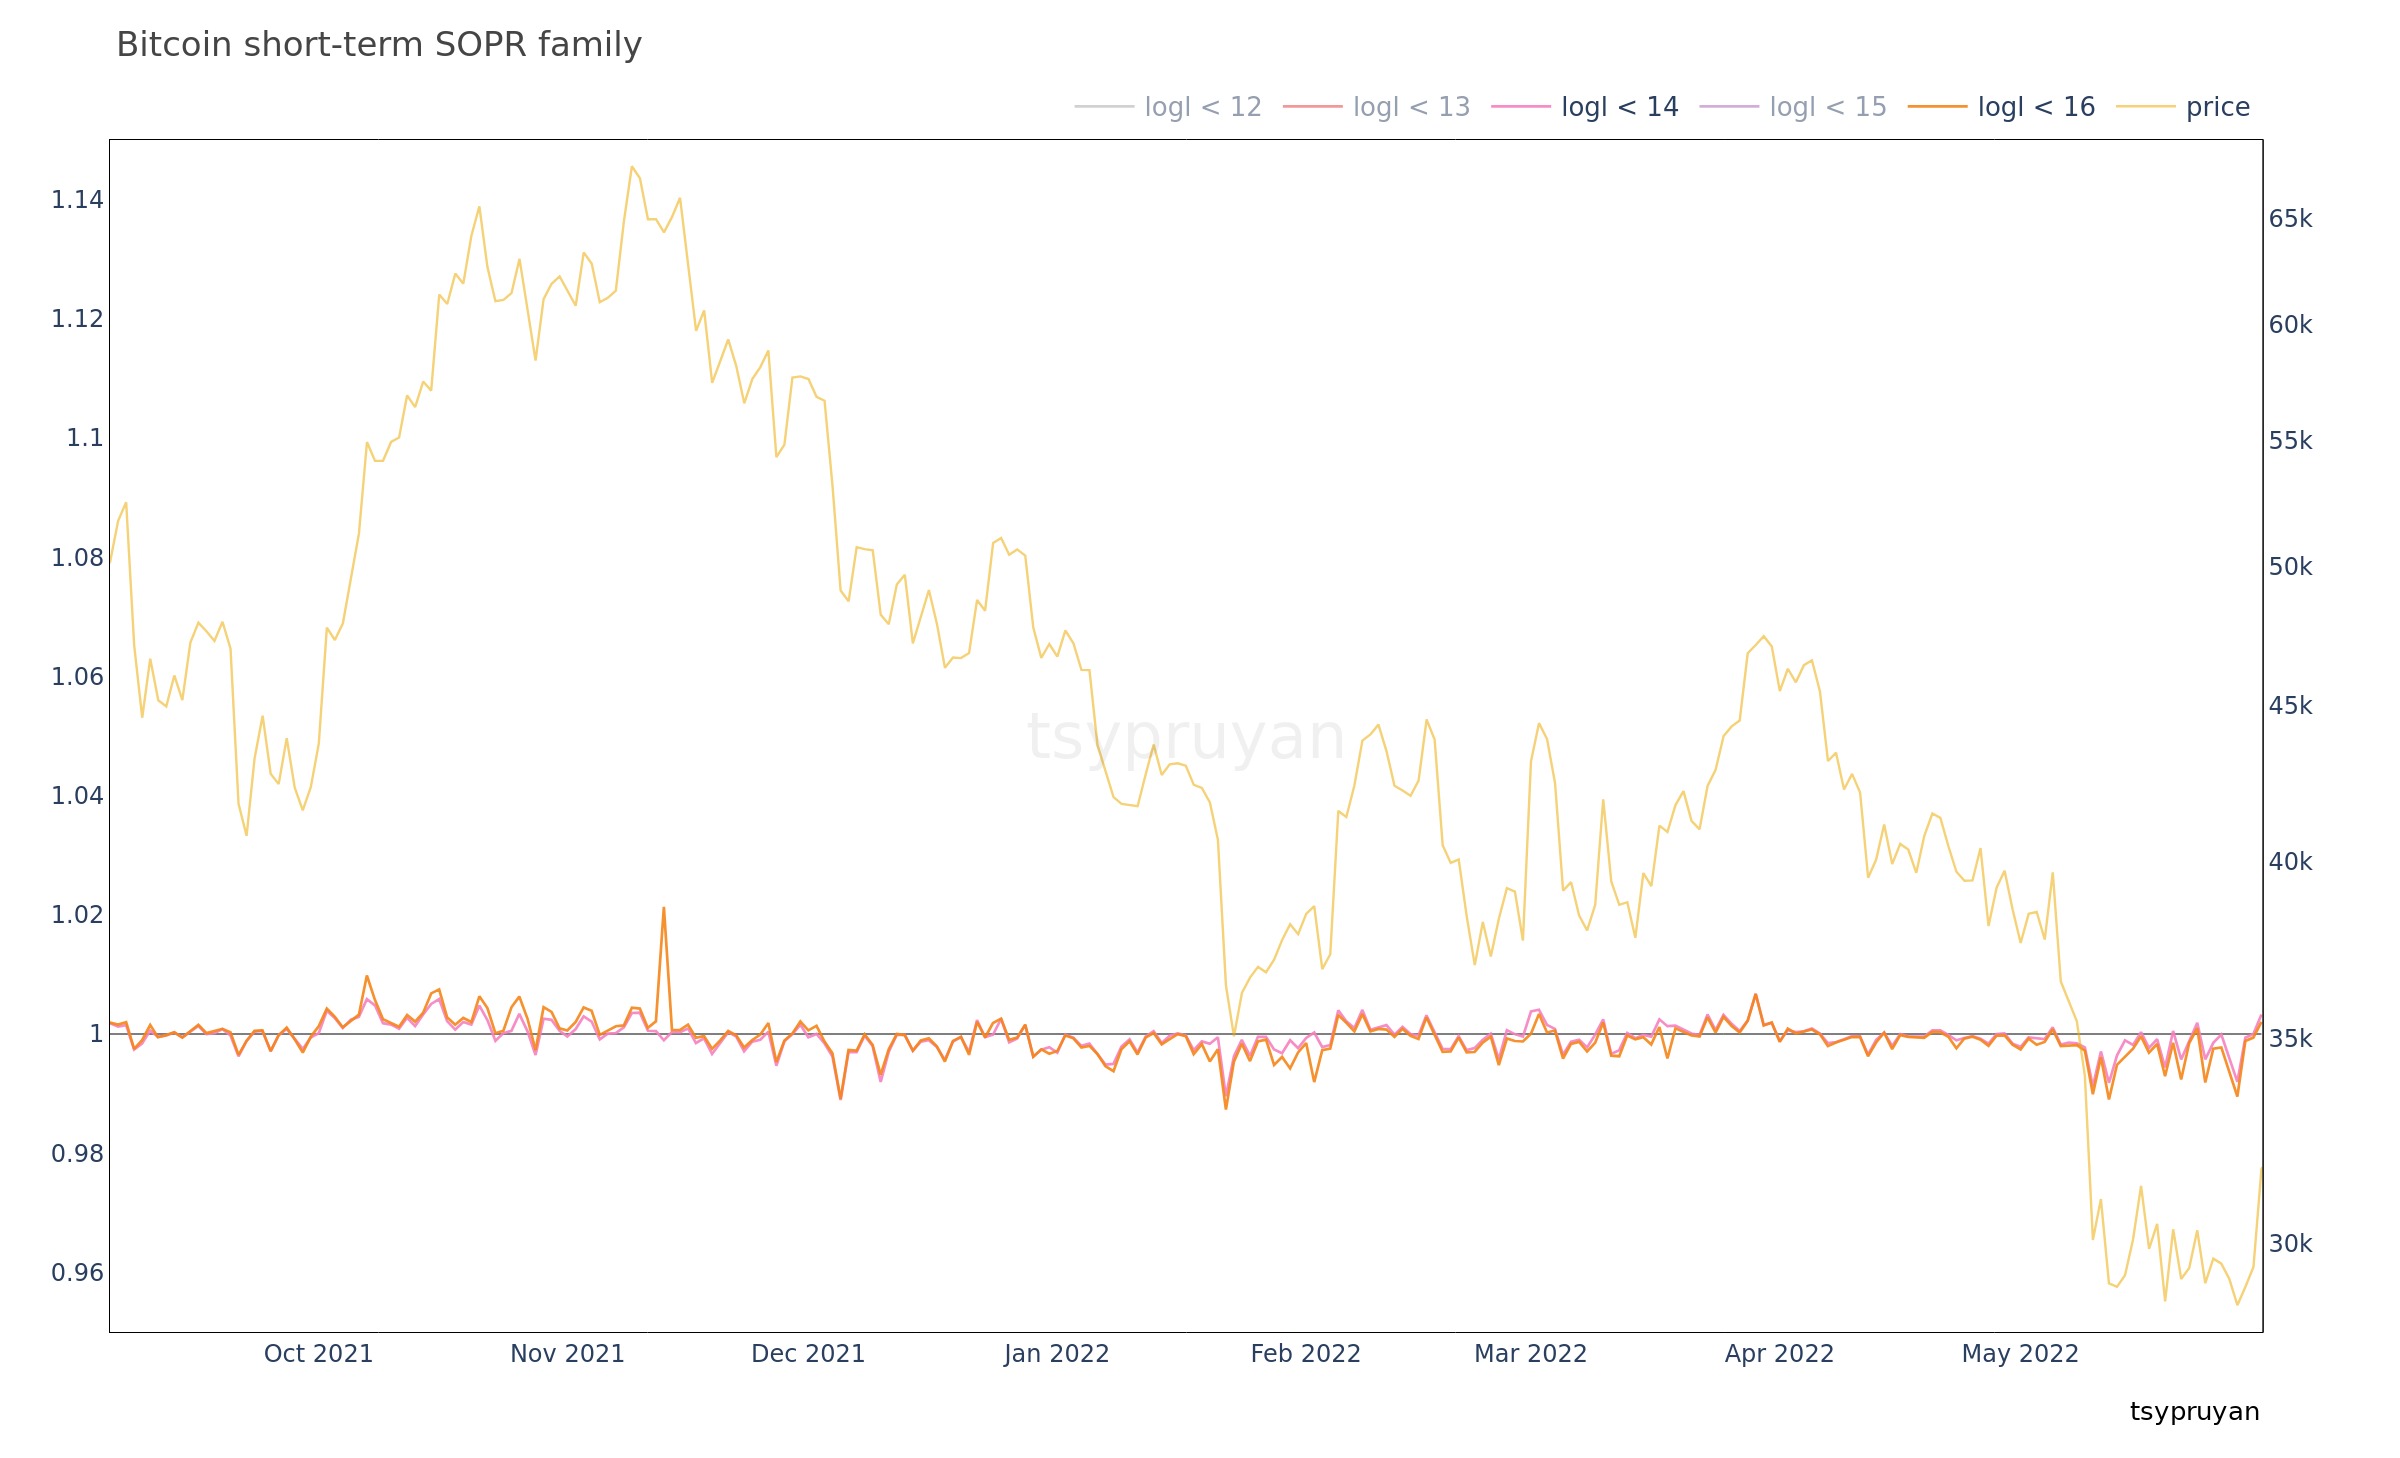 Bitcoin short-term SOPR family
logl < 12 logl < 13 logl < 14 logl < 15 logl < 16 price
1.14
1.12
1.1
1.08
1.06
1.04
1.02
1
0.98
0.96
65k
60k
55k
50k
45k
40k
35k
30k
tsypruyan
Oct 2021 Nov 2021 Dec 2021 Jan 2022 Feb 2022 Mar 2022 Apr 2022 May 2022
tsypruyan